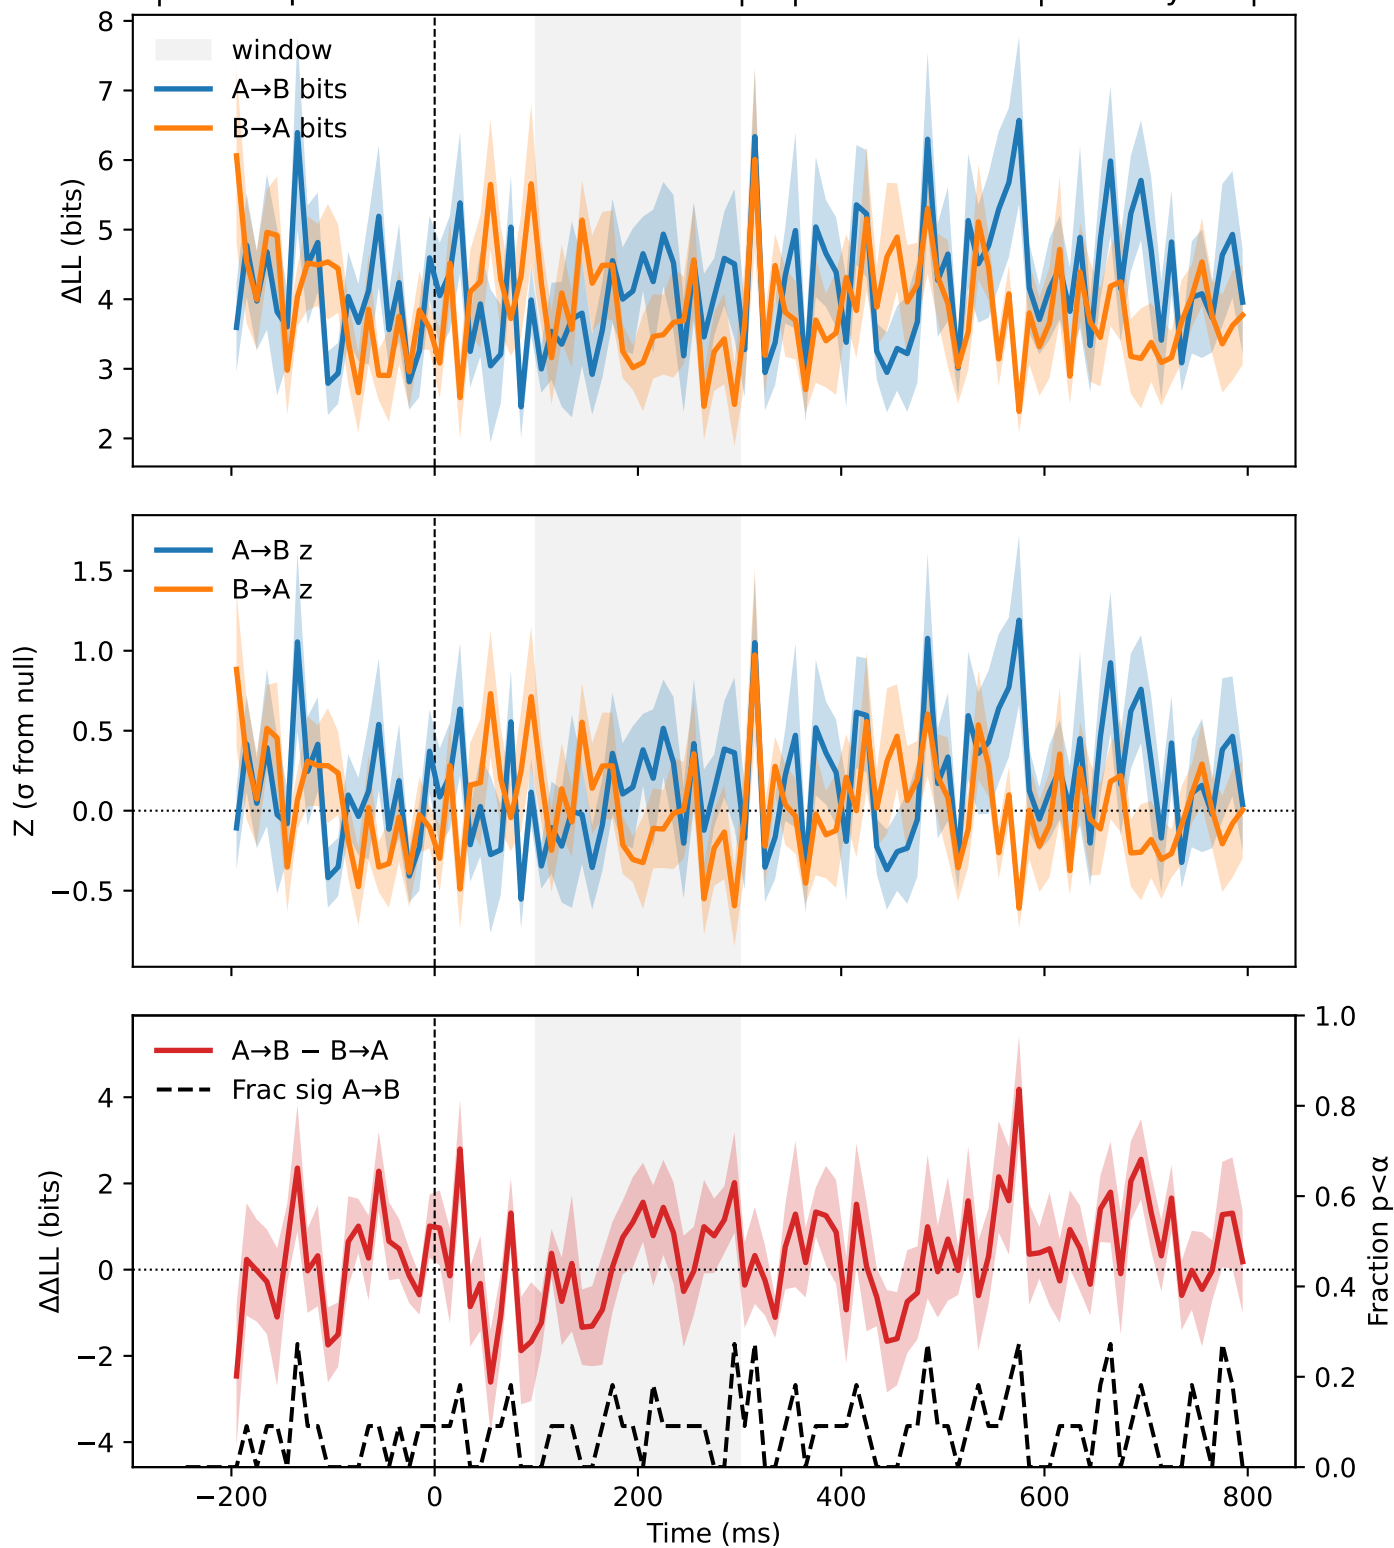 8
7
6
5
4
3
2
ΔLL (bits)
window
A→B bits
B→A bits
1.5
1.0
0.5
0.0
−0.5
Z (σ from null)
A→B z
B→A z
4
2
0
−2
−4
ΔΔLL (bits)
A→B − B→A
Frac sig A→B
1.0
0.8
0.6
0.4
0.2
0.0
Fraction p<α
−200
0
200
400
600
800
Time (ms)